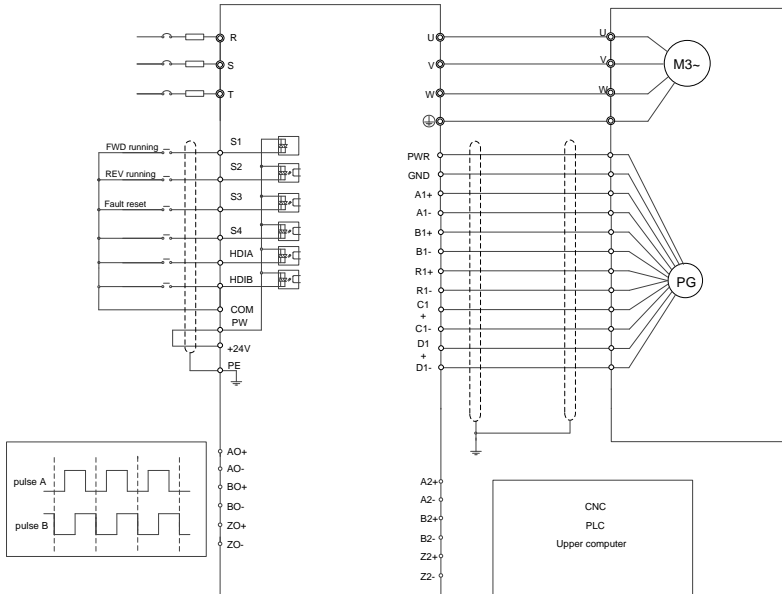 R
S
T
FWD running
REV running
Fault reset
S1
S2
S3
S4
HDIA
HDIB
COM
PW
+24V
PE
AO+
AO-
BO+
BO-
ZO+
ZO-
pulse A
pulse B
U
V
W
PWR
GND
A1+
A1-
B1+
B1-
R1+
R1-
C1
+
C1-
D1
+
D1-
A2+
A2-
B2+
B2-
Z2+
Z2-
U
V
W
M3~
PG
CNC
PLC
Upper computer